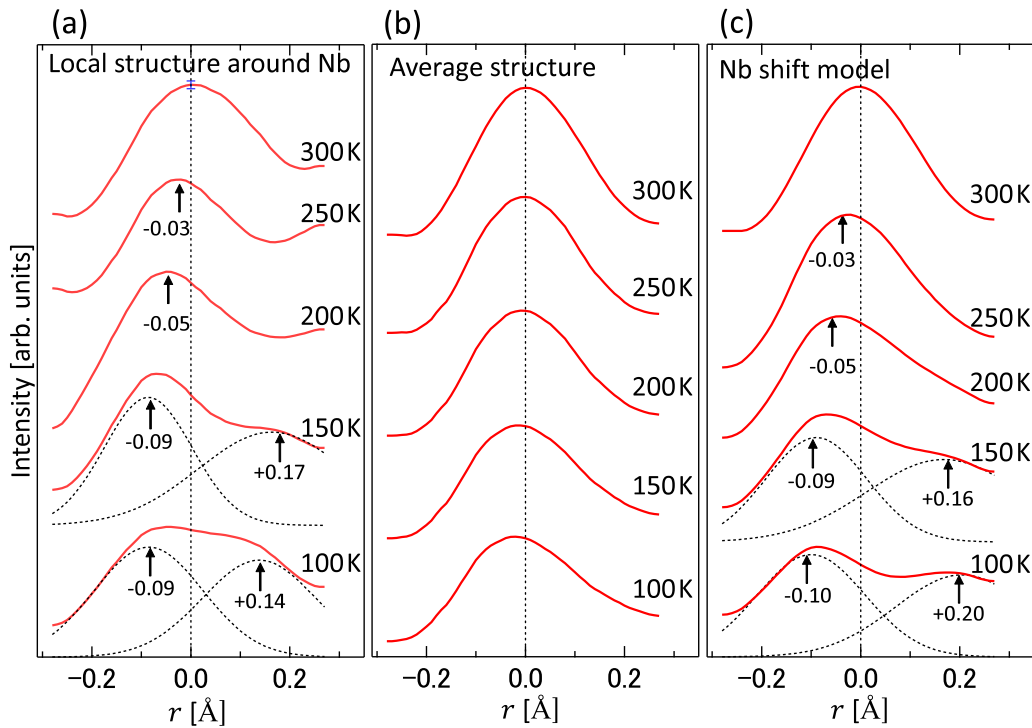 (a)
Local structure around Nb
300 K
250 K
-0.03
200 K
-0.05
150 K
-0.09
+0.17
100 K
-0.09
+0.14
−0.2
0.0
0.2
r [Å]
Intensity [arb. units]
(b)
Average structure
300 K
250 K
200 K
150 K
100 K
−0.2
0.0
0.2
r [Å]
(c)
Nb shift model
300 K
-0.03
250 K
-0.05
200 K
150 K
-0.09
+0.16
100 K
-0.10
+0.20
−0.2
0.0
0.2
r [Å]